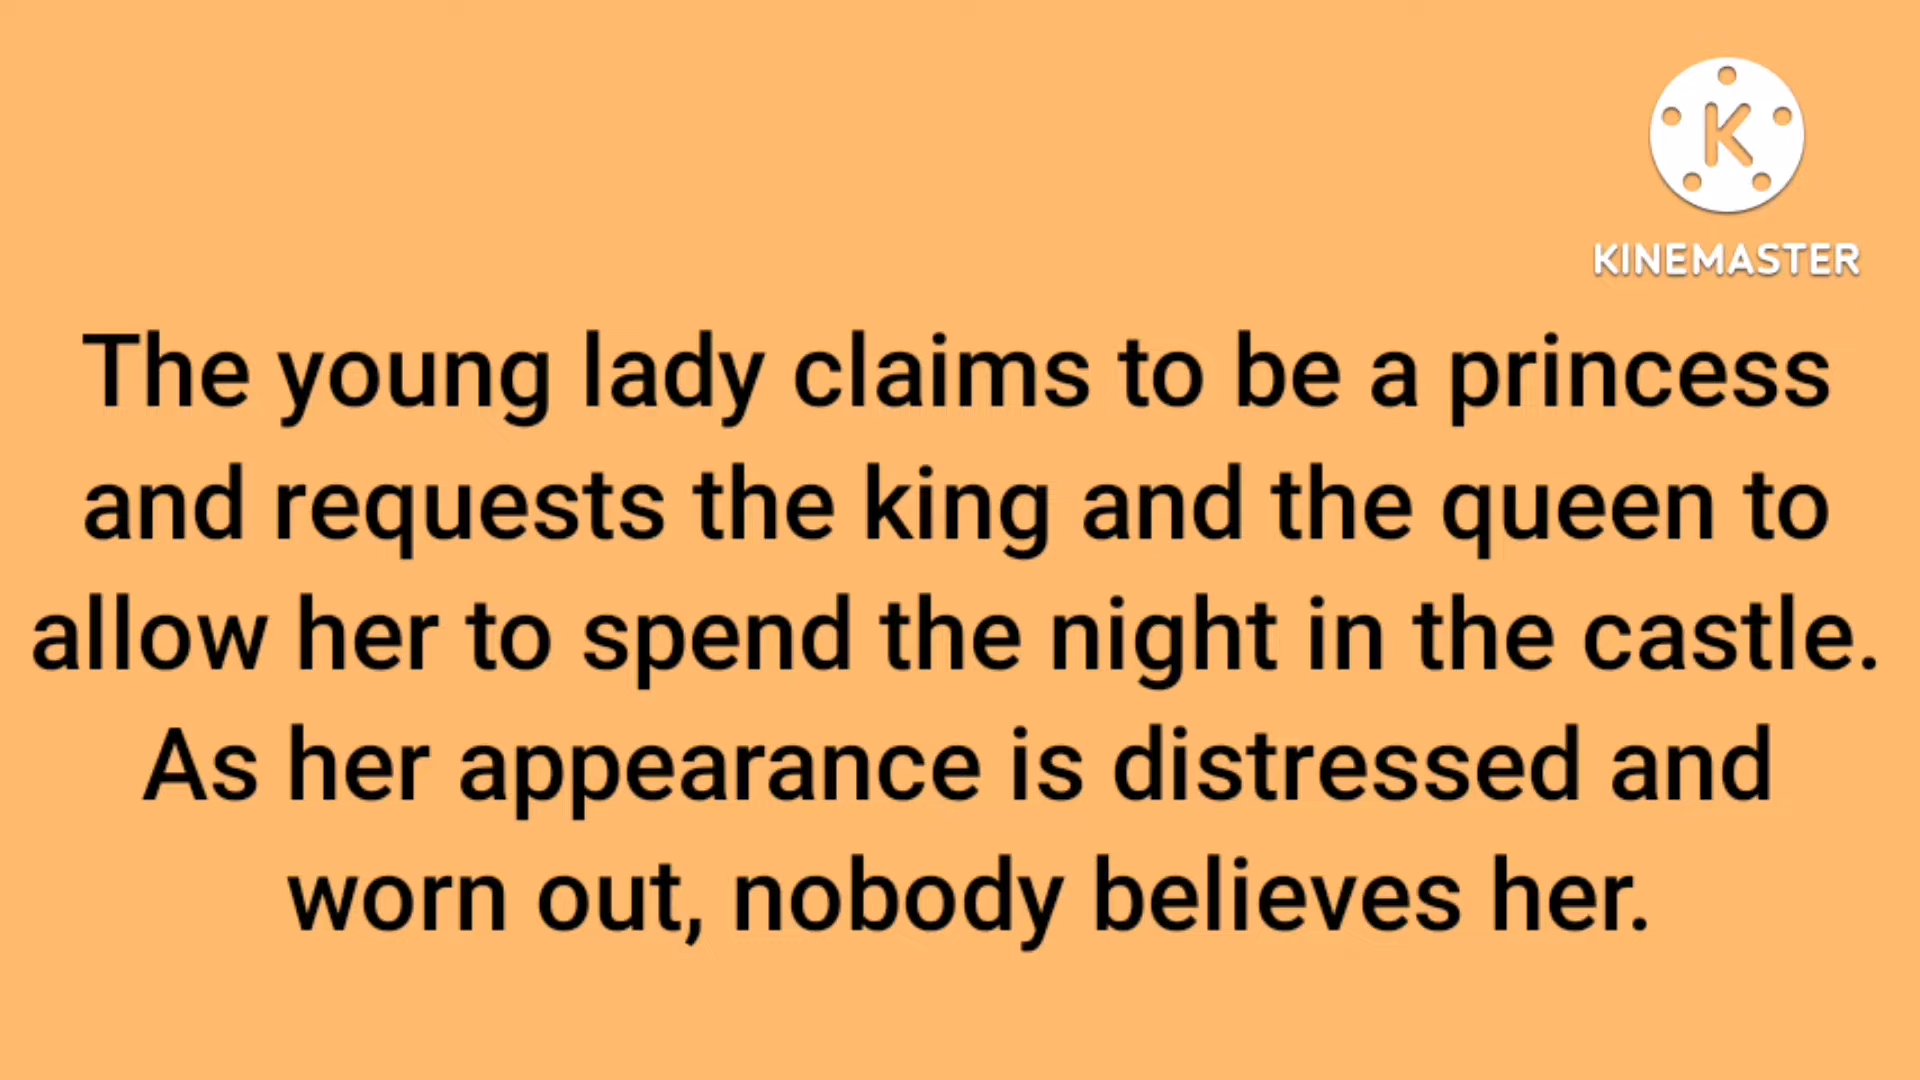 K
KINEMASTER
The young lady claims to be a princess
and requests the king and the queen to
allow her to spend the night in the castle.
As her appearance is distressed and
worn out, nobody believes her.